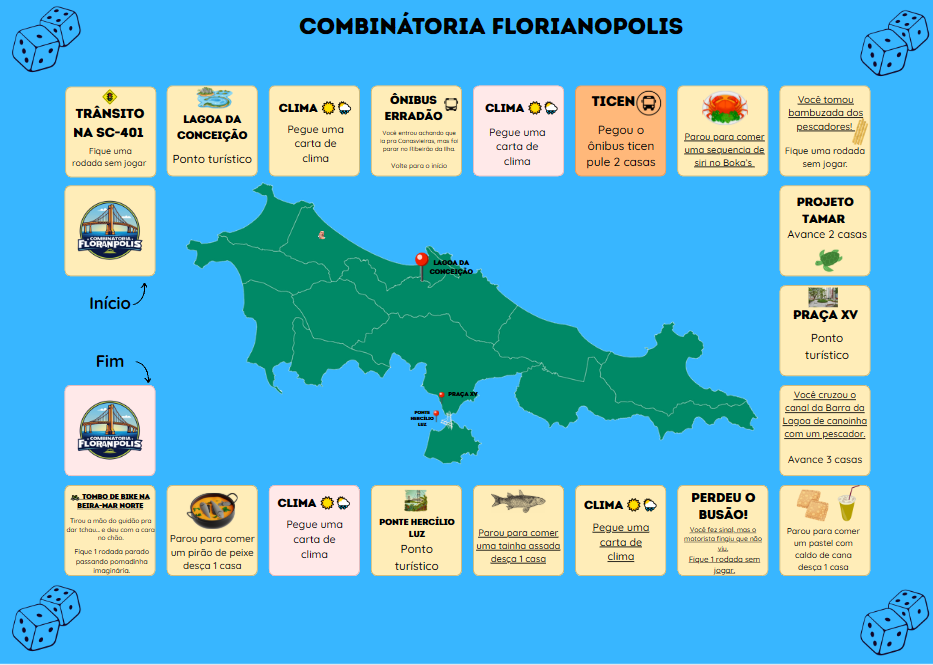 COMBINÁTORIA FLORIANOPOLIS
TRÂNSITO
NA SC-401
Fique uma
rodada sem jogar
LAGOA DA
CONCEIÇÃO
Ponto turístico
CLIMA
Pegue uma
carta de
clima
ÔNIBUS
ERRADÃO
Você entrou achando que
ia pra Canasvieiras, mas foi
parar no Ribeirão da Ilha.
Volte para o início
CLIMA
Pegue uma
carta de
clima
TICEN
Pegou o
ônibus ticen
pule 2 casas
Parou para comer
uma sequencia de
siri no Boka's
Você tomou
bambuzada dos
pescadores!
Fique uma rodada
sem jogar.
COMBINATORIA
FLORANPOLIS
Início
PROJETO
TAMAR
Avance 2 casas
LAGOA DA
CONCEIÇÃO
PRAÇA XV
Ponto
turístico
Fim
COMBINATORIA
FLORANPOLIS
PRAÇA XV
PONTE
HERCÍLIO
LUZ
Você cruzou o
canal da Barra da
Lagoa de canoinha
com um pescador.
Avance 3 casas
TOMBO DE BIKE NA
BEIRA-MAR NORTE
Tirou a mão do guidão pra
dar tchau... e deu com a cara
no chão.
Fique 1 rodada parado
passando pomadinha
imaginária.
Parou para comer
um pirão de peixe
desça 1 casa
CLIMA
Pegue uma
carta de
clima
PONTE HERCÍLIO
LUZ
Ponto
turístico
Parou para comer
uma tainha assada
desça 1 casa
CLIMA
Pegue uma
carta de
clima
PERDEU O
BUSÃO!
Você fez sinal, mas o
motorista fingiu que não
viu.
Fique 1 rodada sem
jogar.
Parou para comer
um pastel com
caldo de cana
desça 1 casa